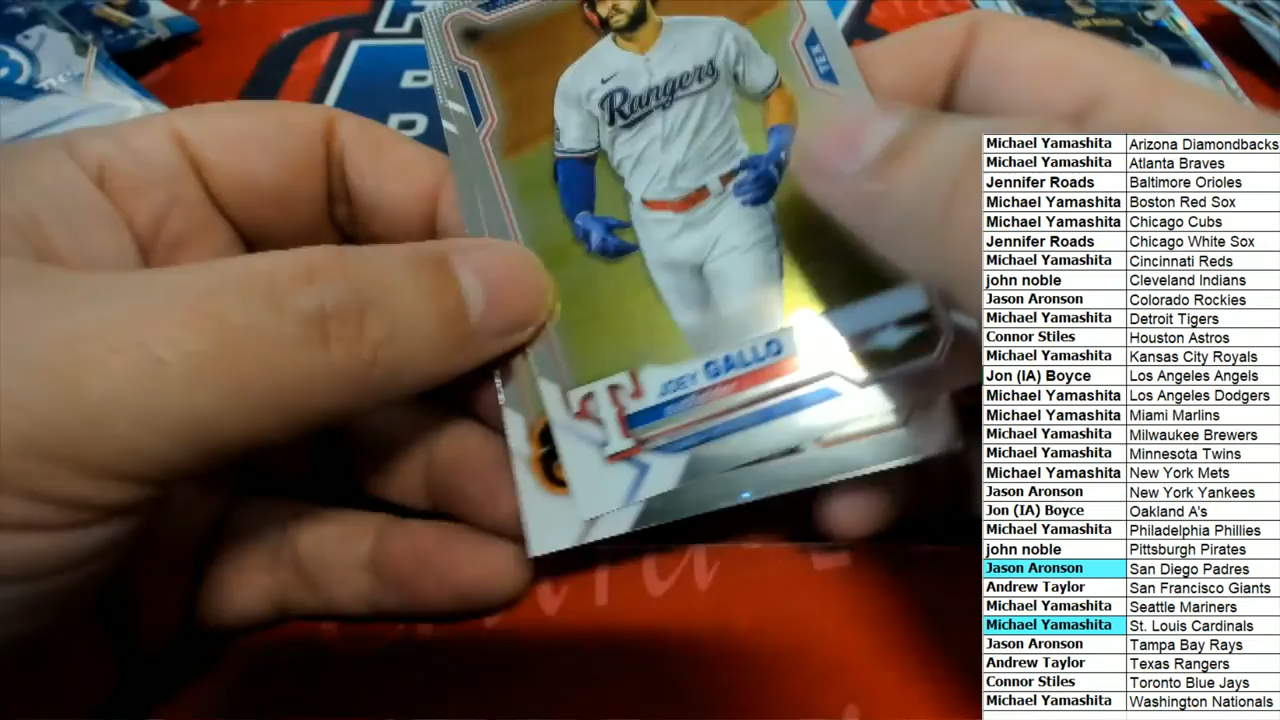 Rangers
TEX
JOEY GALLO
T
Michael Yamashita Arizona Diamondbacks
Michael Yamashita Atlanta Braves
Jennifer Roads Baltimore Orioles
Michael Yamashita Boston Red Sox
Michael Yamashita Chicago Cubs
Jennifer Roads Chicago White Sox
Michael Yamashita Cincinnati Reds
john noble Cleveland Indians
Jason Aronson Colorado Rockies
Michael Yamashita Detroit Tigers
Connor Stiles Houston Astros
Michael Yamashita Kansas City Royals
Jon (IA) Boyce Los Angeles Angels
Michael Yamashita Los Angeles Dodgers
Michael Yamashita Miami Marlins
Michael Yamashita Milwaukee Brewers
Michael Yamashita Minnesota Twins
Michael Yamashita New York Mets
Jason Aronson New York Yankees
Jon (IA) Boyce Oakland A's
Michael Yamashita Philadelphia Phillies
john noble Pittsburgh Pirates
Jason Aronson San Diego Padres
Andrew Taylor San Francisco Giants
Michael Yamashita Seattle Mariners
Michael Yamashita St. Louis Cardinals
Jason Aronson Tampa Bay Rays
Andrew Taylor Texas Rangers
Connor Stiles Toronto Blue Jays
Michael Yamashita Washington Nationals